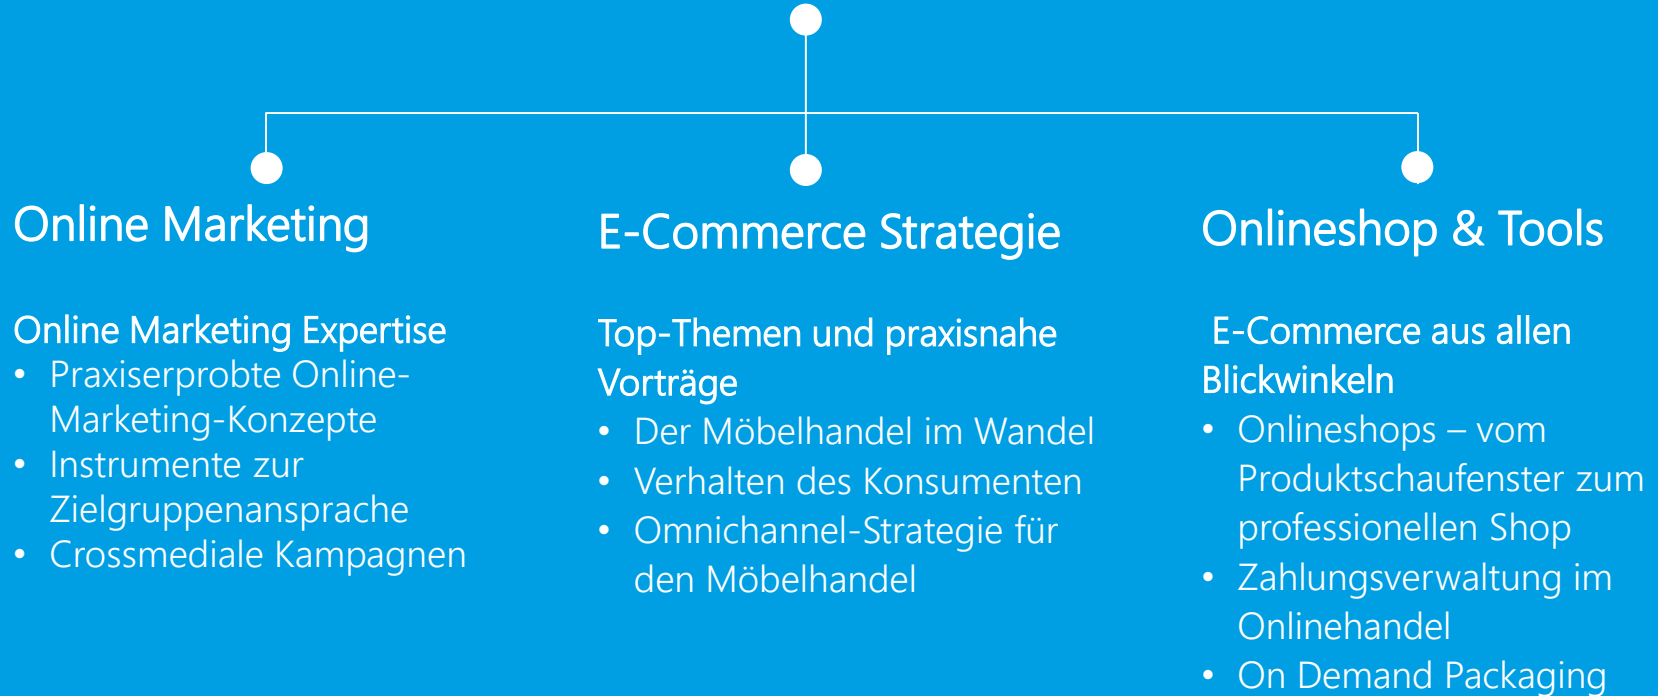 Online Marketing
Online Marketing Expertise
• Praxiserprobte Online-
Marketing-Konzepte
• Instrumente zur
Zielgruppenansprache
• Crossmediale Kampagnen
E-Commerce Strategie
Top-Themen und praxisnahe
Vorträge
• Der Möbelhandel im Wandel
• Verhalten des Konsumenten
• Omnichannel-Strategie für
den Möbelhandel
Onlineshop & Tools
E-Commerce aus allen
Blickwinkeln
• Onlineshops – vom
Produktschaufenster zum
professionellen Shop
• Zahlungsverwaltung im
Onlinehandel
• On Demand Packaging